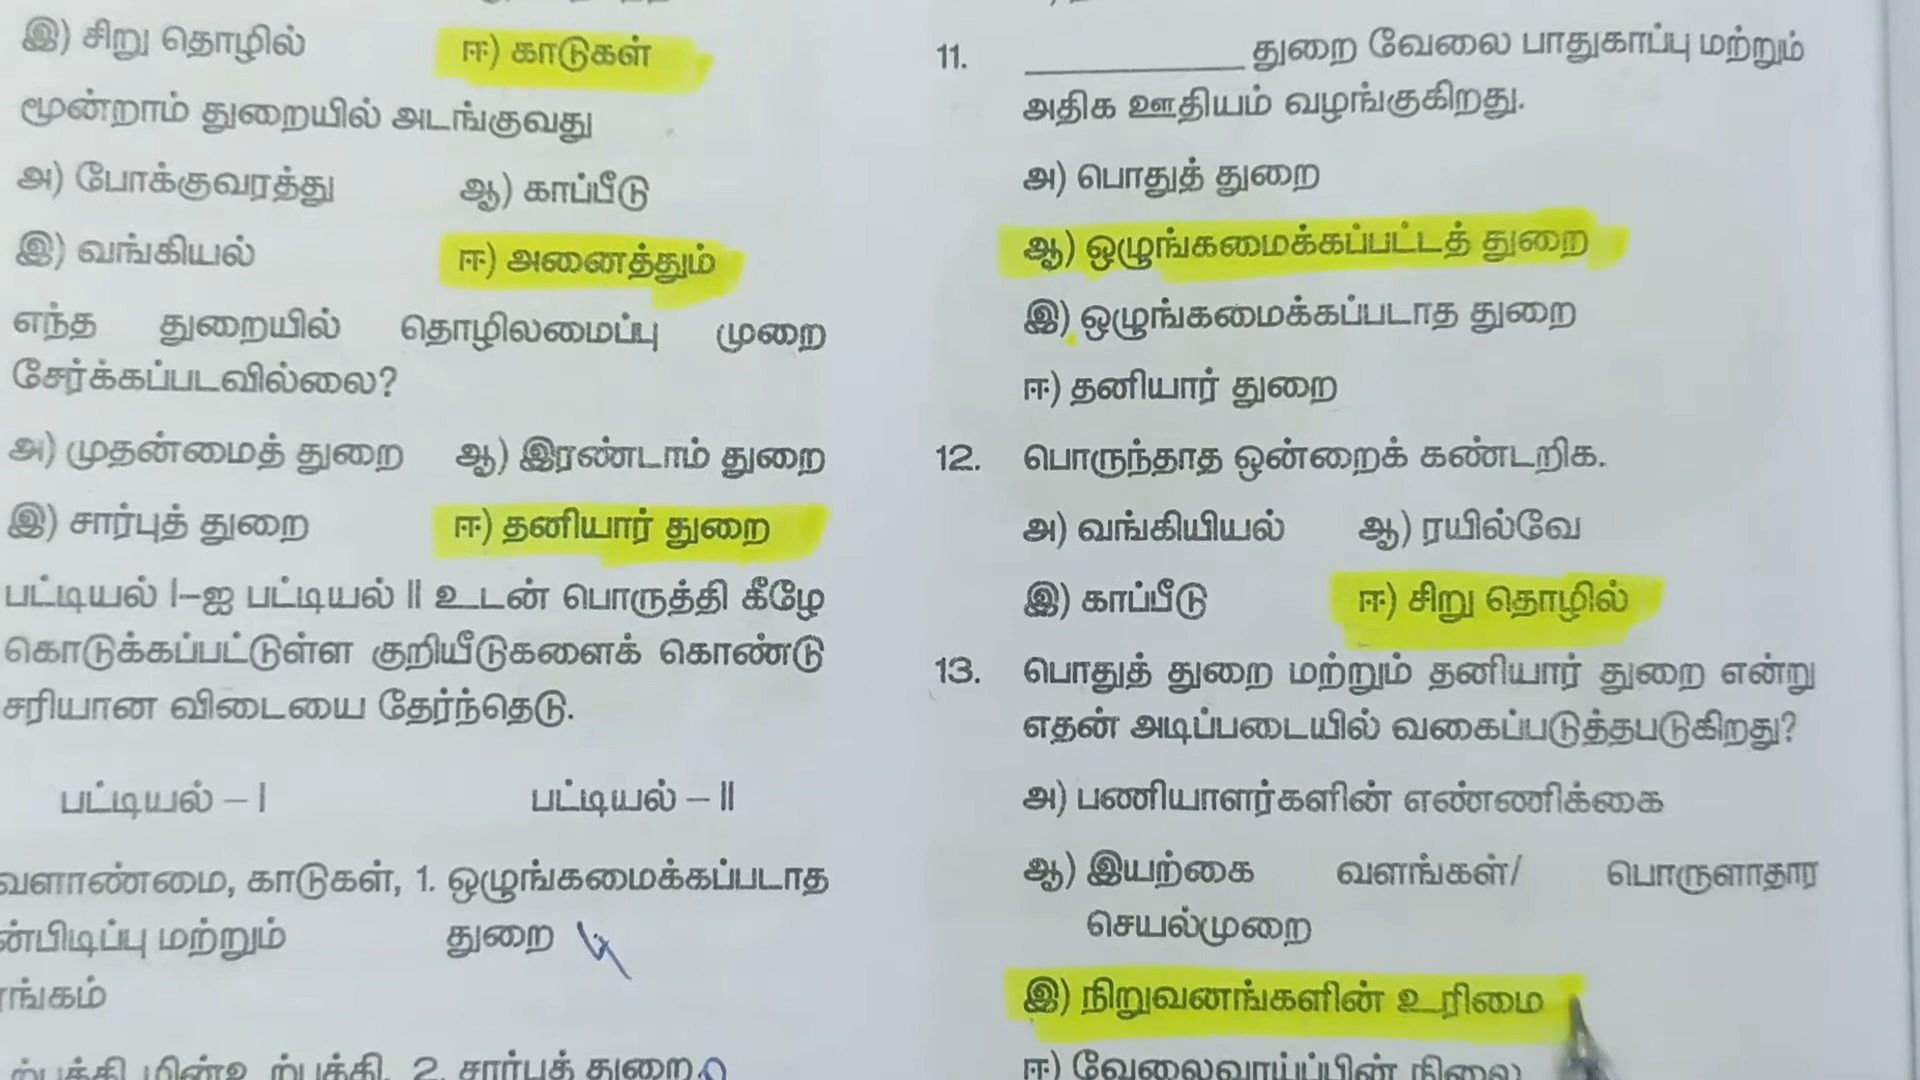 இ) சிறு தொழில் ஈ) காடுகள்
மூன்றாம் துறையில் அடங்குவது
அ) போக்குவரத்து ஆ) காப்பீடு
இ) வங்கியல் ஈ) அனைத்தும்
எந்த துறையில் தொழிலமைப்பு முறை
சேர்க்கப்படவில்லை?
அ) முதன்மைத் துறை ஆ) இரண்டாம் துறை
இ) சார்புத் துறை ஈ) தனியார் துறை
பட்டியல் I-ஐ பட்டியல் II உடன் பொருத்தி கீழே
கொடுக்கப்பட்டுள்ள குறியீடுகளைக் கொண்டு
சரியான விடையை தேர்ந்தெடு.
பட்டியல் – I பட்டியல் – II
காடுகள், 1. ஒழுங்கமைக்கப்படாத
மற்றும் துறை
2. சார்புத் துறை
11. ____________ துறை வேலை பாதுகாப்பு மற்றும்
அதிக ஊதியம் வழங்குகிறது.
அ) பொதுத் துறை
ஆ) ஒழுங்கமைக்கப்பட்டத் துறை
இ) ஒழுங்கமைக்கப்படாத துறை
ஈ) தனியார் துறை
12. பொருந்தாத ஒன்றைக் கண்டறிக.
அ) வங்கியியல் ஆ) ரயில்வே
இ) காப்பீடு ஈ) சிறு தொழில்
13. பொதுத் துறை மற்றும் தனியார் துறை என்று
எதன் அடிப்படையில் வகைப்படுத்தபடுகிறது?
அ) பணியாளர்களின் எண்ணிக்கை
ஆ) இயற்கை வளங்கள்/ பொருளாதார
செயல்முறை
இ) நிறுவனங்களின் உரிமை
ஈ) வேலைவாய்ப்பின் நிலை